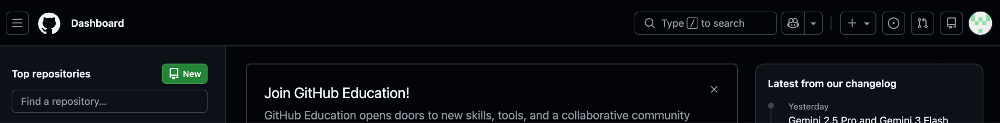 Dashboard
Type / to search
Top repositories
New
Find a repository...
Join GitHub Education!
GitHub Education opens doors to new skills, tools, and a collaborative community
Latest from our changelog
Yesterday
Gemini 2.5 Pro and Gemini 3 Flash